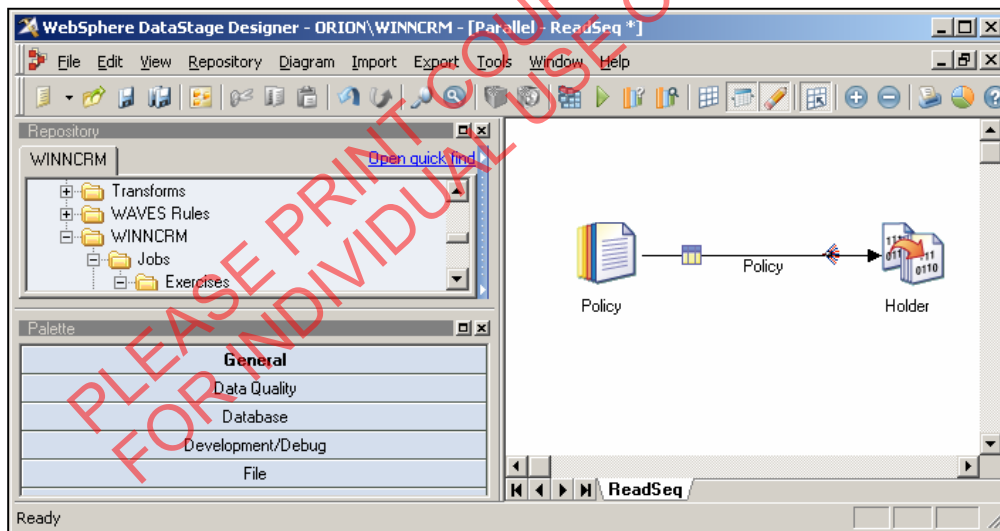 WebSphere DataStage Designer - ORION\WINNCRM - [Parallel - ReadSeq *]
File Edit View Repository Diagram Import Export Tools Window Help
Repository
WINNCRM
Open quick find
Transforms
WAVES Rules
WINNCRM
Jobs
Exercises
Palette
General
Data Quality
Database
Development/Debug
File
Policy
Policy
Holder
ReadSeq
Ready
PLEASE PRINT COUR
FOR INDIVIDUAL USE O